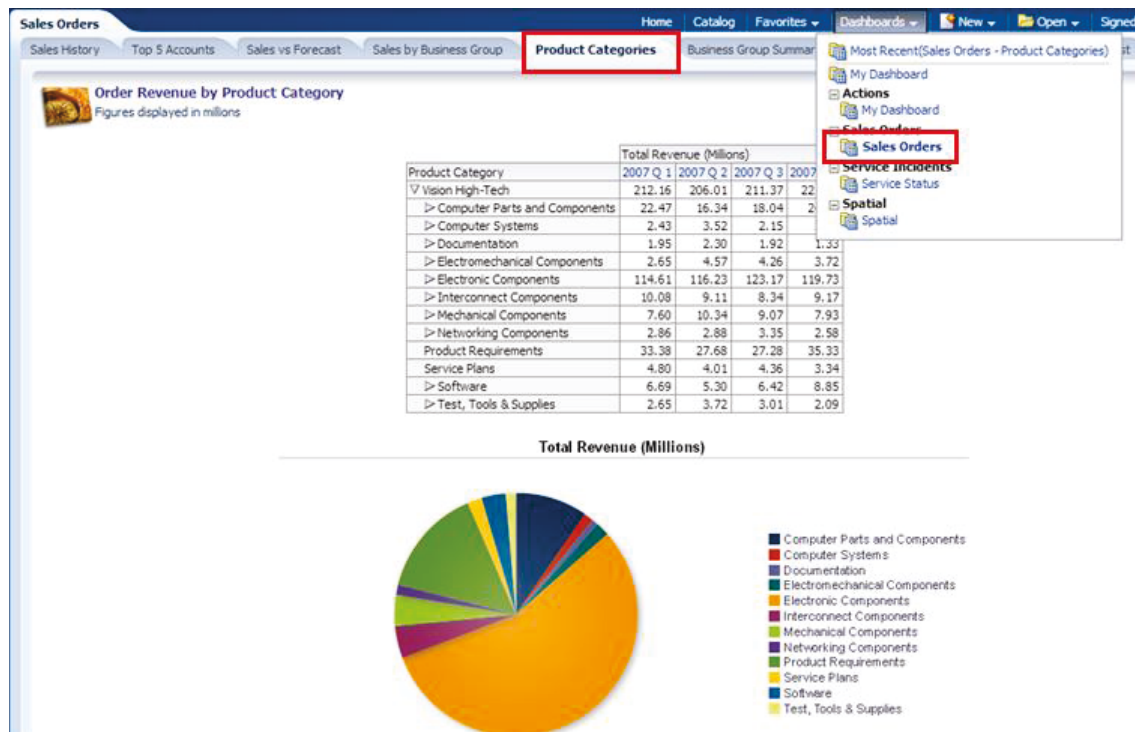 Sales Orders
Home Catalog Favorites Dashboards New Open Signed
Sales History Top 5 Accounts Sales vs Forecast Sales by Business Group Product Categories Business Group Summar st
Most Recent(Sales Orders - Product Categories)
My Dashboard
Actions
My Dashboard
Sales Orders
Sales Orders
Service Incidents
Service Status
Spatial
Spatial
Order Revenue by Product Category
Figures displayed in millions
Total Revenue (Millions)
Product Category 2007 Q 1 2007 Q 2 2007 Q 3 2007
Vision High-Tech 212.16 206.01 211.37 22
Computer Parts and Components 22.47 16.34 18.04 2
Computer Systems 2.43 3.52 2.15
Documentation 1.95 2.30 1.92 1.33
Electromechanical Components 2.65 4.57 4.26 3.72
Electronic Components 114.61 116.23 123.17 119.73
Interconnect Components 10.08 9.11 8.34 9.17
Mechanical Components 7.60 10.34 9.07 7.93
Networking Components 2.86 2.88 3.35 2.58
Product Requirements 33.38 27.68 27.28 35.33
Service Plans 4.80 4.01 4.36 3.34
Software 6.69 5.30 6.42 8.85
Test, Tools & Supplies 2.65 3.72 3.01 2.09
Total Revenue (Millions)
Computer Parts and Components
Computer Systems
Documentation
Electromechanical Components
Electronic Components
Interconnect Components
Mechanical Components
Networking Components
Product Requirements
Service Plans
Software
Test, Tools & Supplies